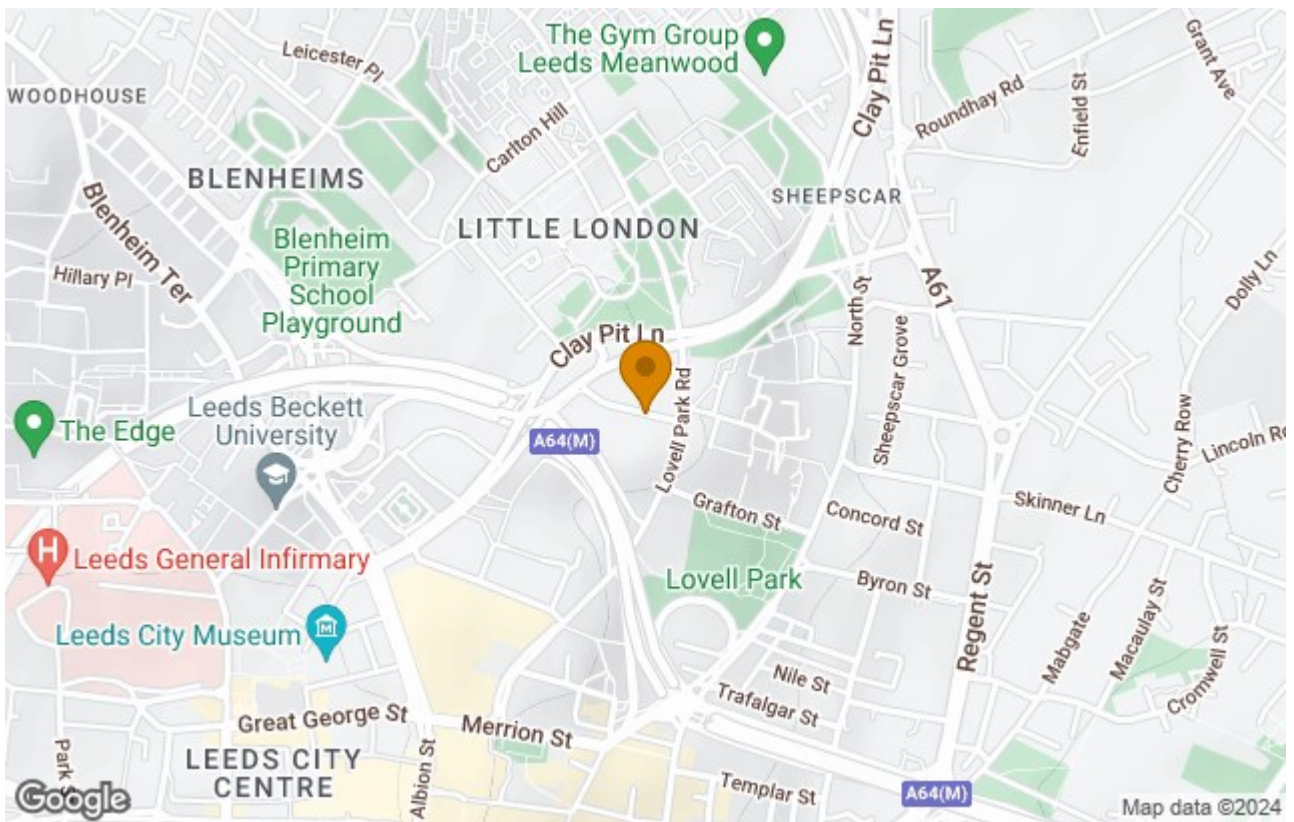 The Gym Group
Leeds Meanwood
Leicester Pl
WOODHOUSE
Carlton Hill
Clay Pit Ln
Roundhay Rd
Grant Ave
Enfield St
BLENHEIMS
SHEEPSCAR
Blenheim Ter
LITTLE LONDON
Blenheim
Primary
School
Playground
Hillary Pl
A61
Dolly Ln
North St
Clay Pit Ln
Sheepscar Grove
Lovell Park Rd
Leeds Beckett
University
The Edge
A64(M)
Cherry Row
Lincoln R
Grafton St
Concord St
Skinner Ln
H
Leeds General Infirmary
Lovell Park
Byron St
Regent St
Mabgate
Macaulay St
Cromwell St
Leeds City Museum
M
Nile St
Trafalgar St
Great George St
Merrion St
Park S
Albion St
LEEDS CITY
CENTRE
Templar St
A64(M)
Google
Map data ©2024